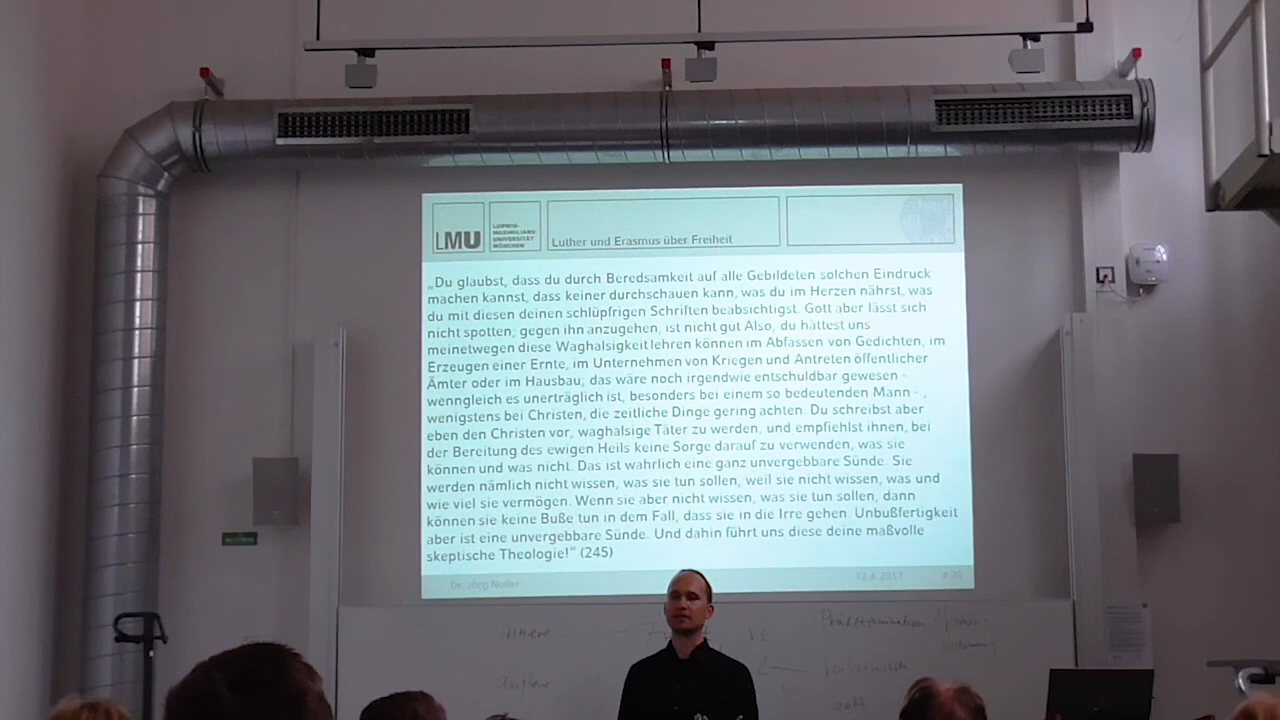 LMU
LUDWIG-
MAXIMILIANS-
UNIVERSITÄT
MÜNCHEN
Luther und Erasmus über Freiheit
„Du glaubst, dass du durch Beredsamkeit auf alle Gebildeten solchen Eindruck
machen kannst, dass keiner durchschauen kann, was du im Herzen nährst, was
du mit diesen deinen schlüpfrigen Schriften beabsichtigst. Gott aber lässt sich
nicht spotten; gegen ihn anzugehen, ist nicht gut Also, du hättest uns
meinetwegen diese Waghalsigkeit lehren können im Abfassen von Gedichten, im
Erzeugen einer Ernte, im Unternehmen von Kriegen und Antreten öffentlicher
Ämter oder im Hausbau; das wäre noch irgendwie entschuldbar gewesen -
wenngleich es unerträglich ist, besonders bei einem so bedeutenden Mann - ,
wenigstens bei Christen, die zeitliche Dinge gering achten. Du schreibst aber
eben den Christen vor, waghalsige Täter zu werden, und empfiehlst ihnen, bei
der Bereitung des ewigen Heils keine Sorge darauf zu verwenden, was sie
können und was nicht. Das ist wahrlich eine ganz unvergebbare Sünde. Sie
werden nämlich nicht wissen, was sie tun sollen, weil sie nicht wissen, was und
wie viel sie vermögen. Wenn sie aber nicht wissen, was sie tun sollen, dann
können sie keine Buße tun in dem Fall, dass sie in die Irre gehen. Unbußfertigkeit
aber ist eine unvergebbare Sünde. Und dahin führt uns diese deine maßvolle
skeptische Theologie!“ (245)
Dr. Jörg Noller 12.6.2017
innere vs Prädestination /
äußere